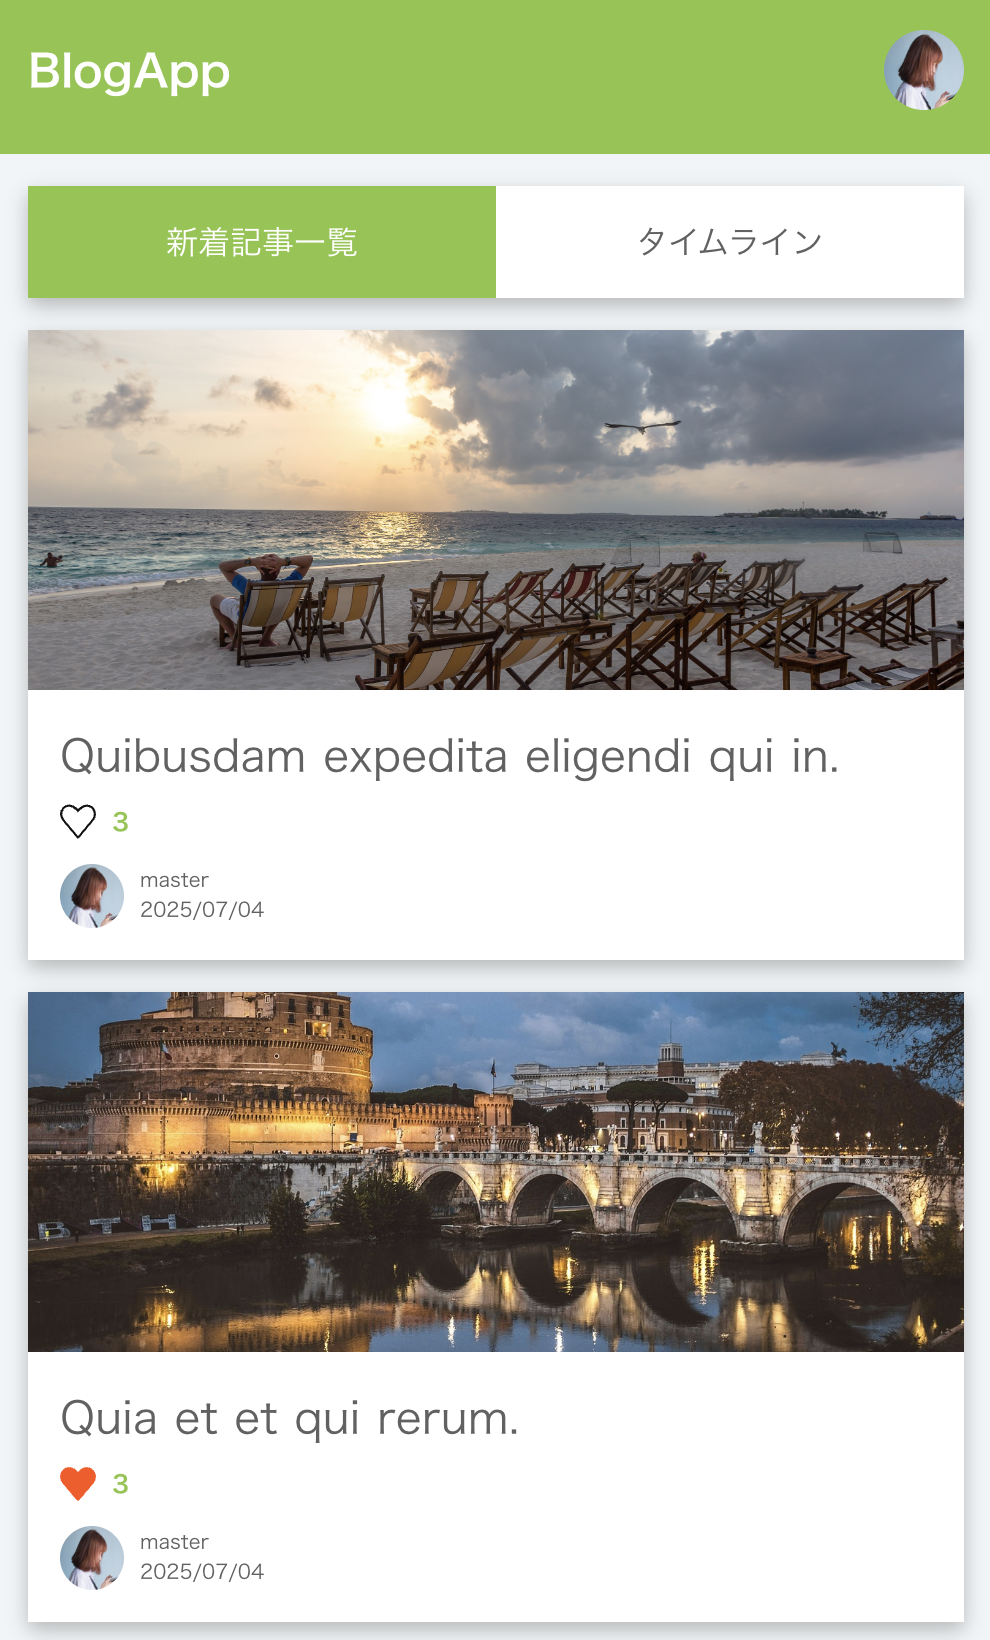 BlogApp
新着記事一覧
タイムライン
Quibusdam expedita eligendi qui in.
3
master
2025/07/04
Quia et et qui rerum.
3
master
2025/07/04